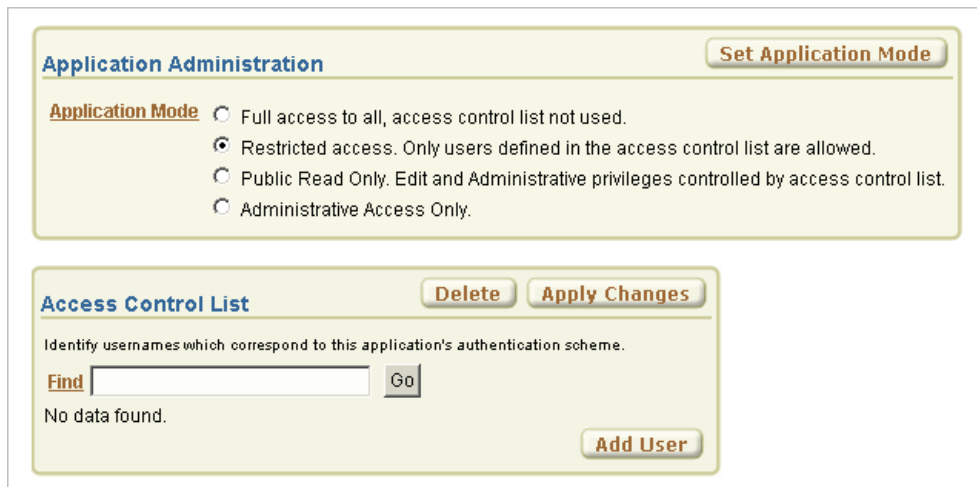 Application Administration
Set Application Mode
Application Mode
Full access to all, access control list not used.
Restricted access. Only users defined in the access control list are allowed.
Public Read Only. Edit and Administrative privileges controlled by access control list.
Administrative Access Only.
Access Control List
Delete
Apply Changes
Identify usernames which correspond to this application's authentication scheme.
Find
Go
No data found.
Add User